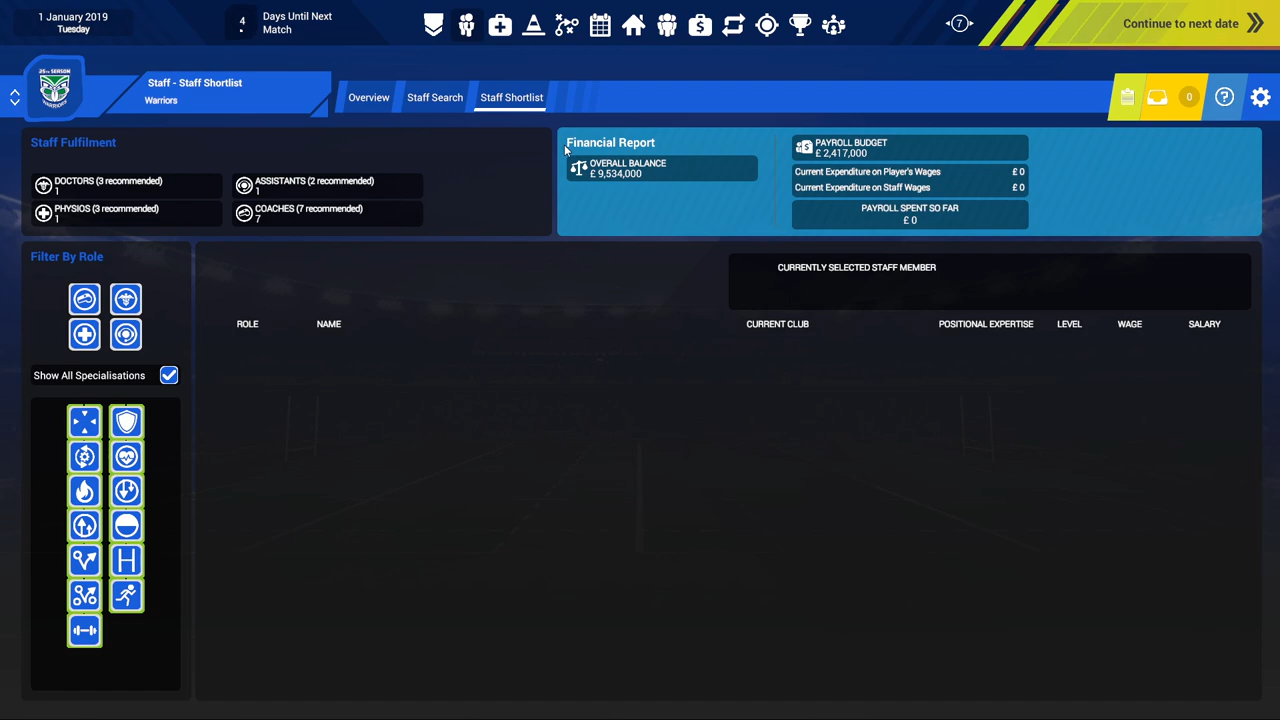 1 January 2019
Tuesday
4
Days Until Next
Match
7
Continue to next date
25TH SEASON
WARRIORS
Staff - Staff Shortlist
Warriors
Overview
Staff Search
Staff Shortlist
0
?
Staff Fulfilment
DOCTORS (3 recommended)
1
ASSISTANTS (2 recommended)
1
PHYSIOS (3 recommended)
1
COACHES (7 recommended)
7
Financial Report
OVERALL BALANCE
£ 9,534,000
PAYROLL BUDGET
£ 2,417,000
Current Expenditure on Player's Wages £ 0
Current Expenditure on Staff Wages £ 0
PAYROLL SPENT SO FAR
£ 0
Filter By Role
Show All Specialisations
CURRENTLY SELECTED STAFF MEMBER
ROLE NAME CURRENT CLUB POSITIONAL EXPERTISE LEVEL WAGE SALARY